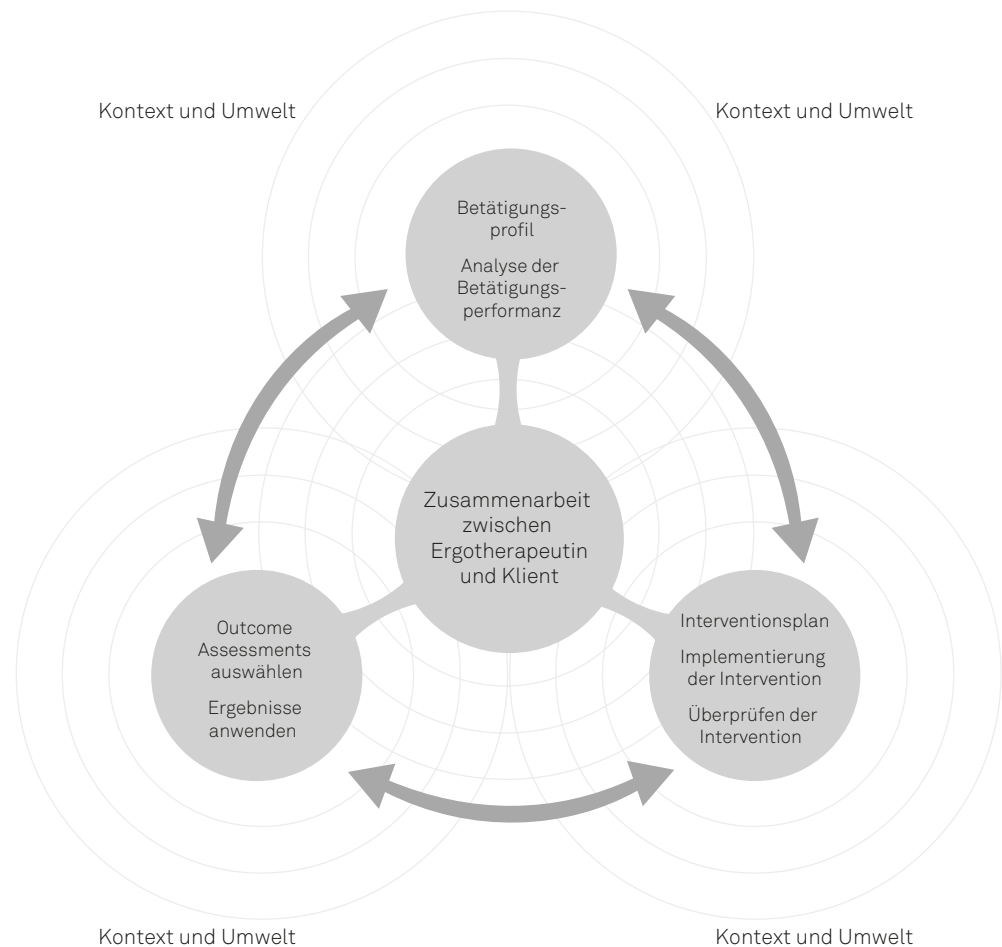 Kontext und Umwelt
Kontext und Umwelt
Betätigungs-
profil
Analyse der
Betätigungs-
performanz
Zusammenarbeit
zwischen
Ergotherapeutin
und Klient
Outcome
Assessments
auswählen
Ergebnisse
anwenden
Interventionsplan
Implementierung
der Intervention
Überprüfen der
Intervention
Kontext und Umwelt
Kontext und Umwelt